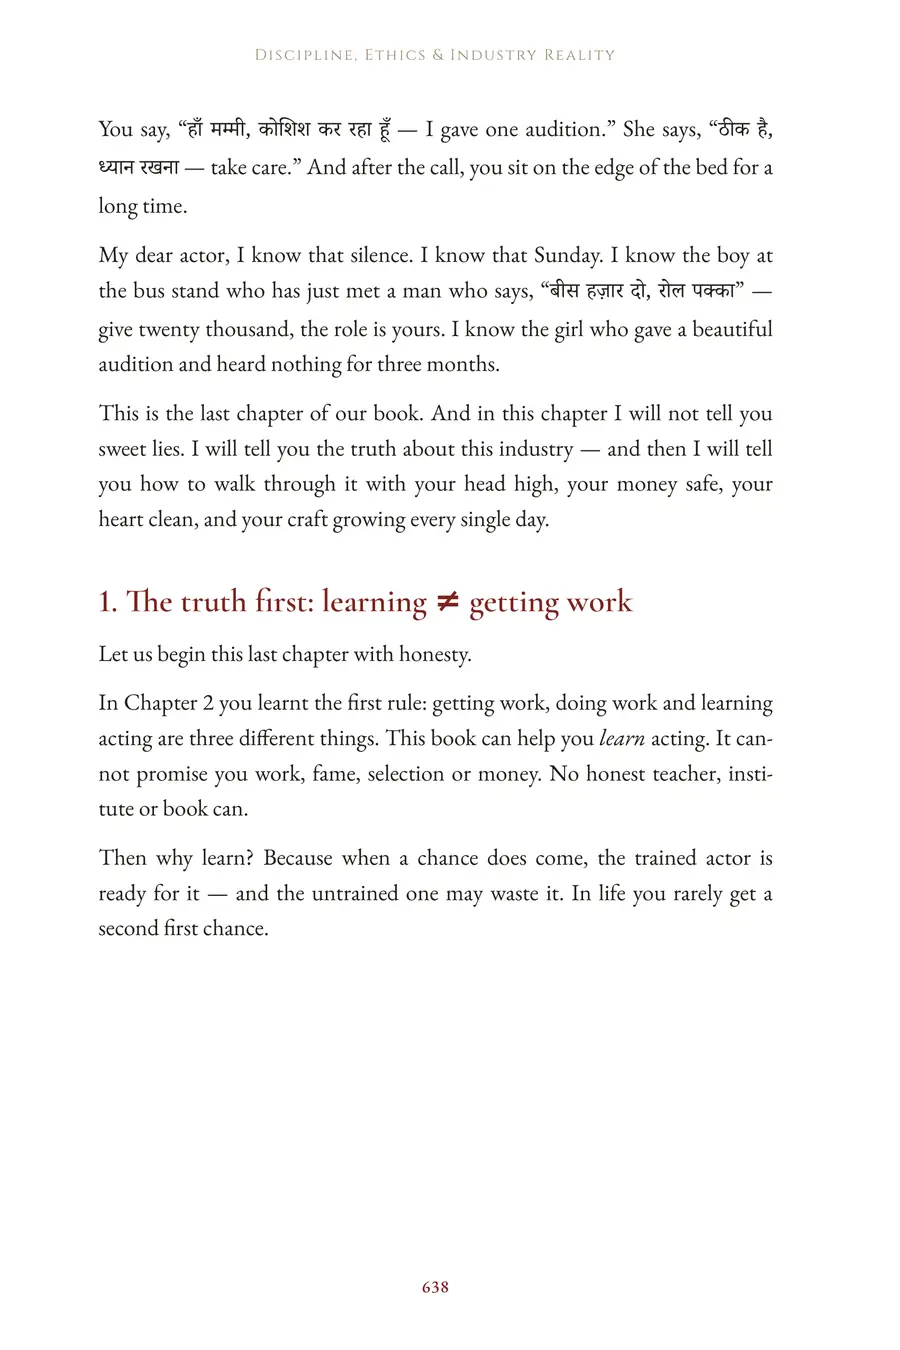 Discipline, Ethics & Industry Reality
You say, “हाँ मम्मी, कोशिश कर रहा हूँ — I gave one audition.” She says, “ठीक है,
ध्यान रखना — take care.” And after the call, you sit on the edge of the bed for a
long time.
My dear actor, I know that silence. I know that Sunday. I know the boy at
the bus stand who has just met a man who says, “बीस हज़ार दो, रोल पक्का” —
give twenty thousand, the role is yours. I know the girl who gave a beautiful
audition and heard nothing for three months.
This is the last chapter of our book. And in this chapter I will not tell you
sweet lies. I will tell you the truth about this industry — and then I will tell
you how to walk through it with your head high, your money safe, your
heart clean, and your craft growing every single day.
1. The truth first: learning ≠ getting work
Let us begin this last chapter with honesty.
In Chapter 2 you learnt the first rule: getting work, doing work and learning
acting are three different things. This book can help you learn acting. It can-
not promise you work, fame, selection or money. No honest teacher, insti-
tute or book can.
Then why learn? Because when a chance does come, the trained actor is
ready for it — and the untrained one may waste it. In life you rarely get a
second first chance.
638